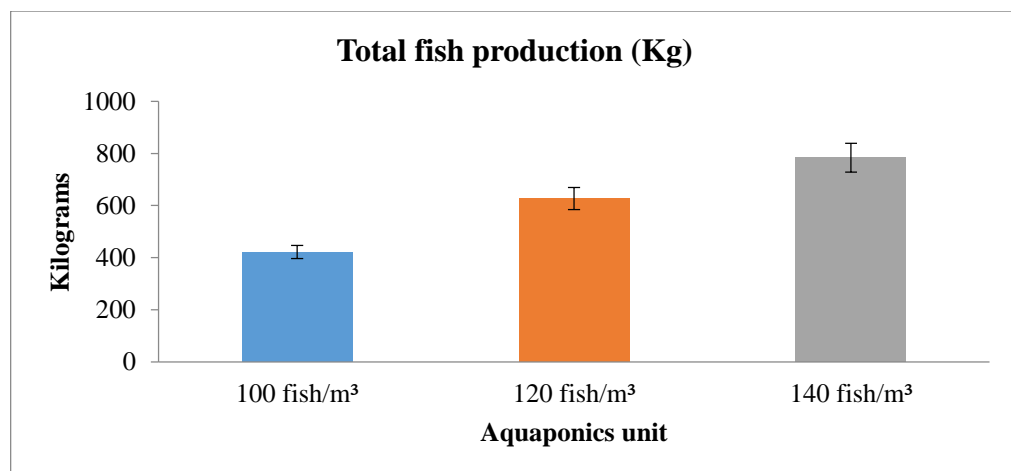 Total fish production (Kg)
1000
800
600
400
200
0
Kilograms
100 fish/m³
120 fish/m³
140 fish/m³
Aquaponics unit